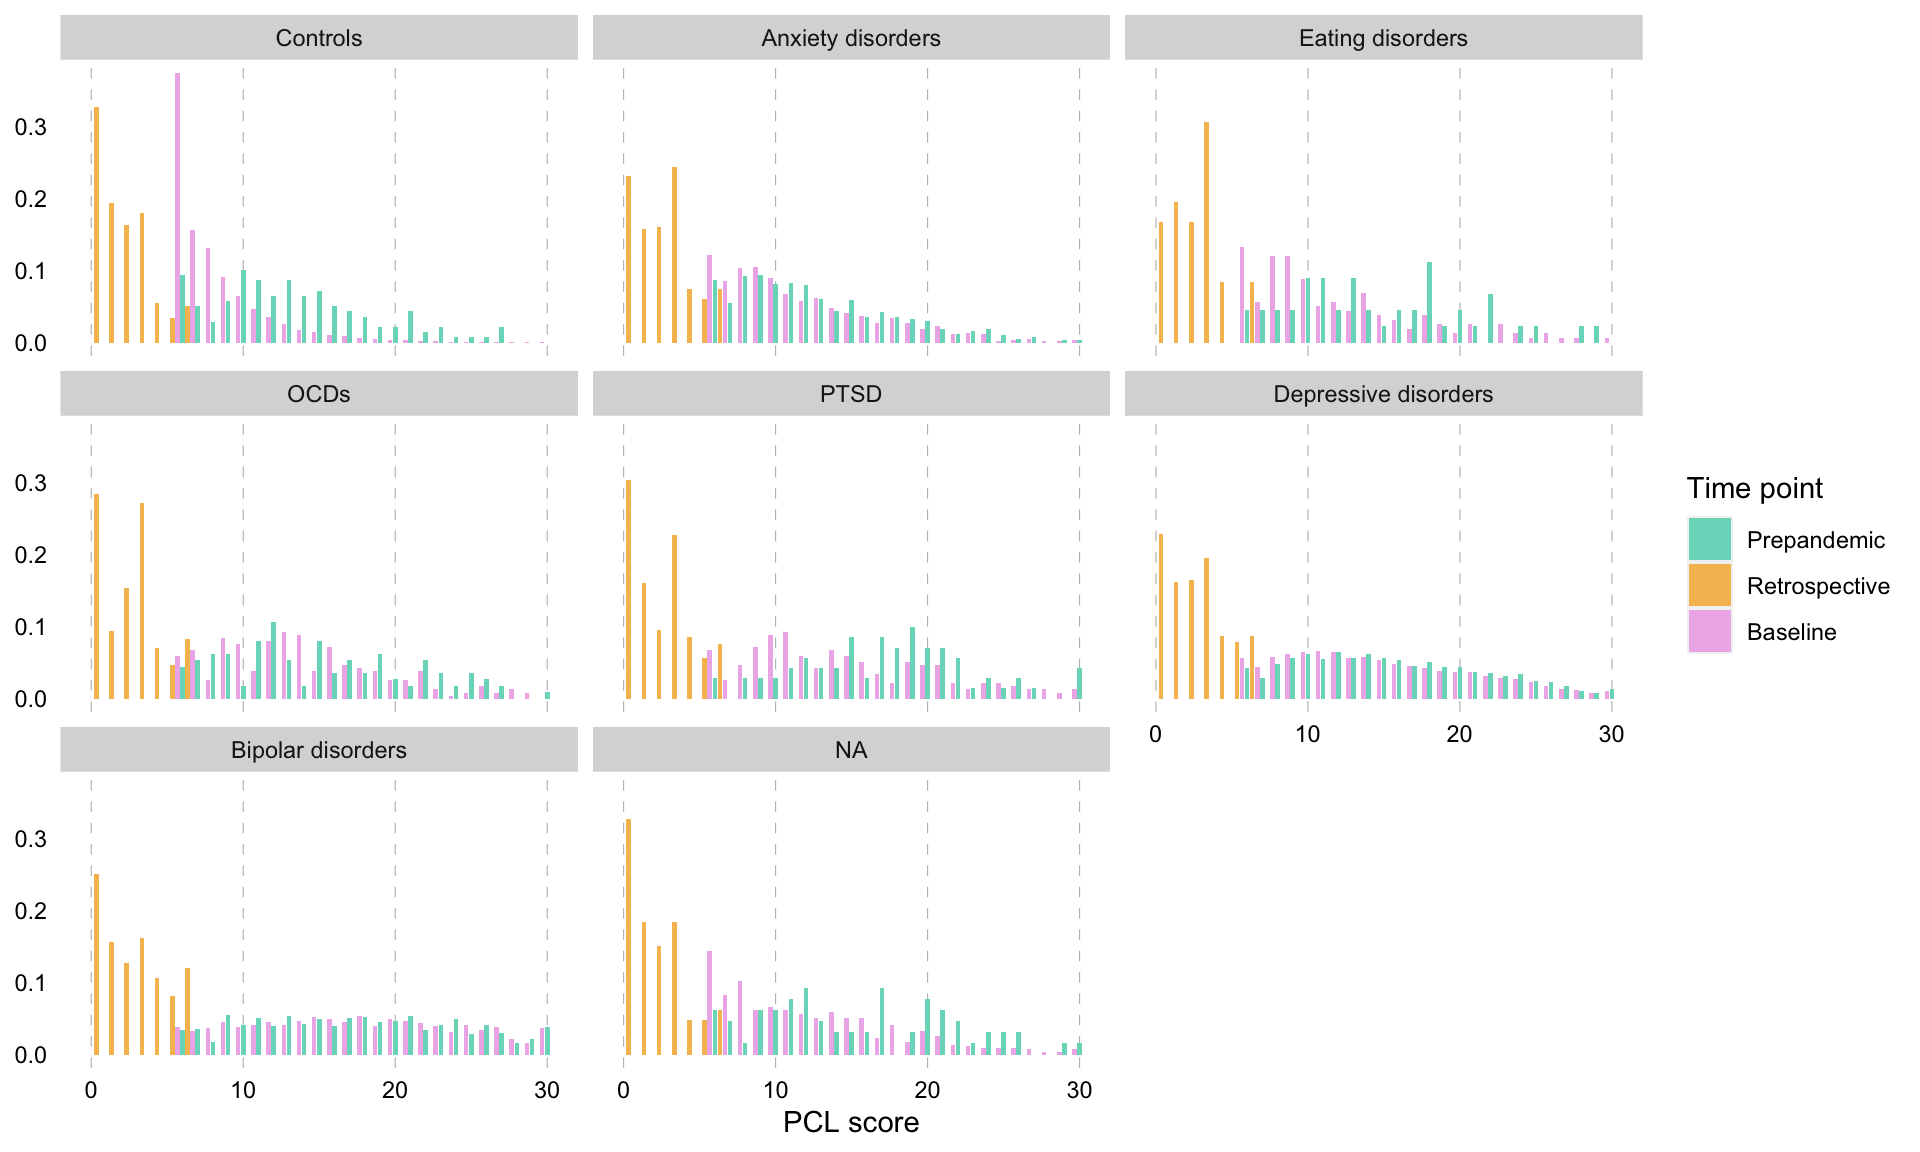 Controls
Anxiety disorders
Eating disorders
0.3
0.2
0.1
0.0
OCDs
PTSD
Depressive disorders
0.3
0.2
0.1
0.0
0 10 20 30
Bipolar disorders
NA
0.3
0.2
0.1
0.0
0 10 20 30
0 10 20 30
PCL score
Time point
Prepandemic
Retrospective
Baseline